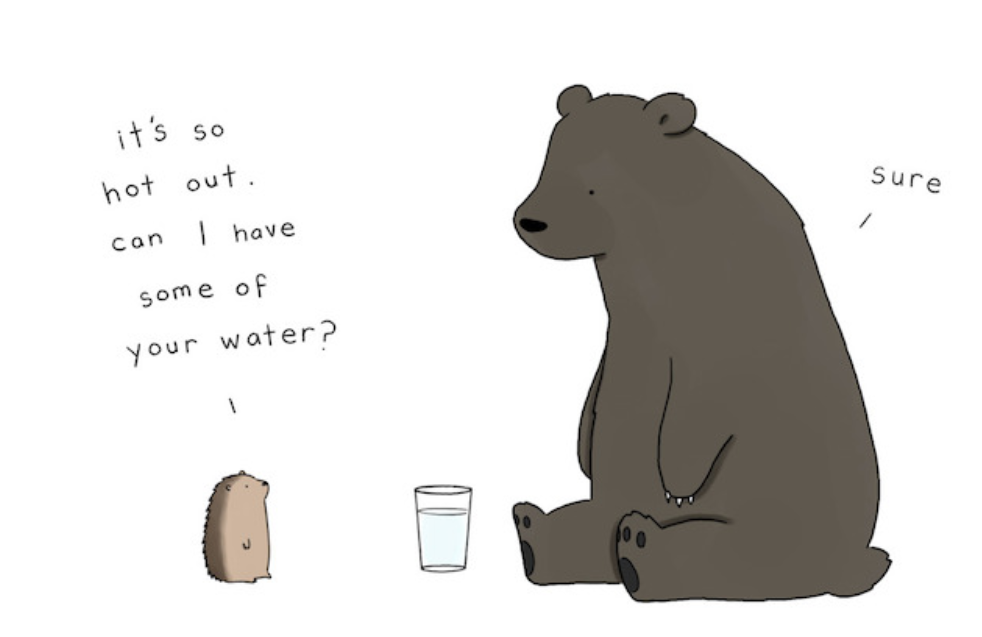 it's so
hot out.
can I have
some of
your water?
sure